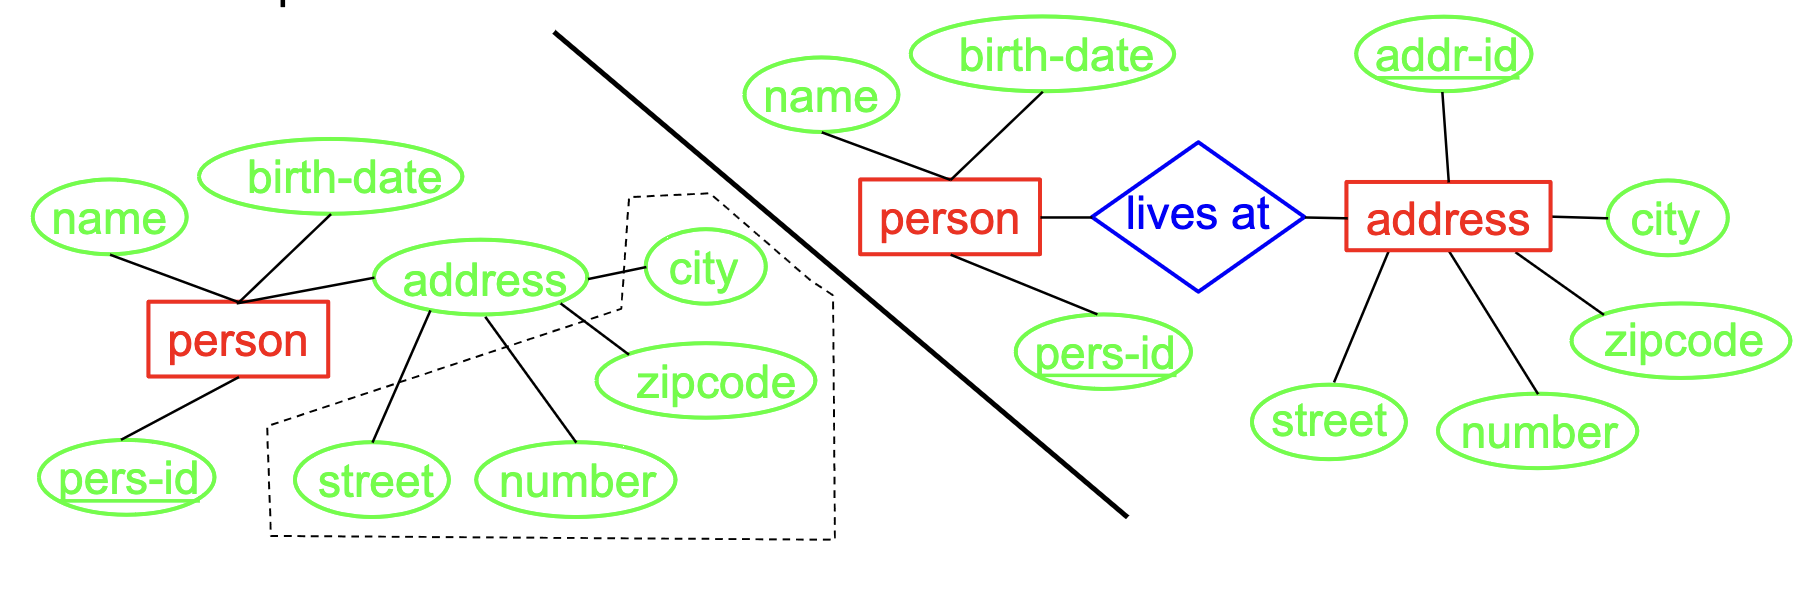 name
birth-date
address
city
person
zipcode
pers-id
street
number
name
birth-date
addr-id
person
lives at
address
city
pers-id
zipcode
street
number